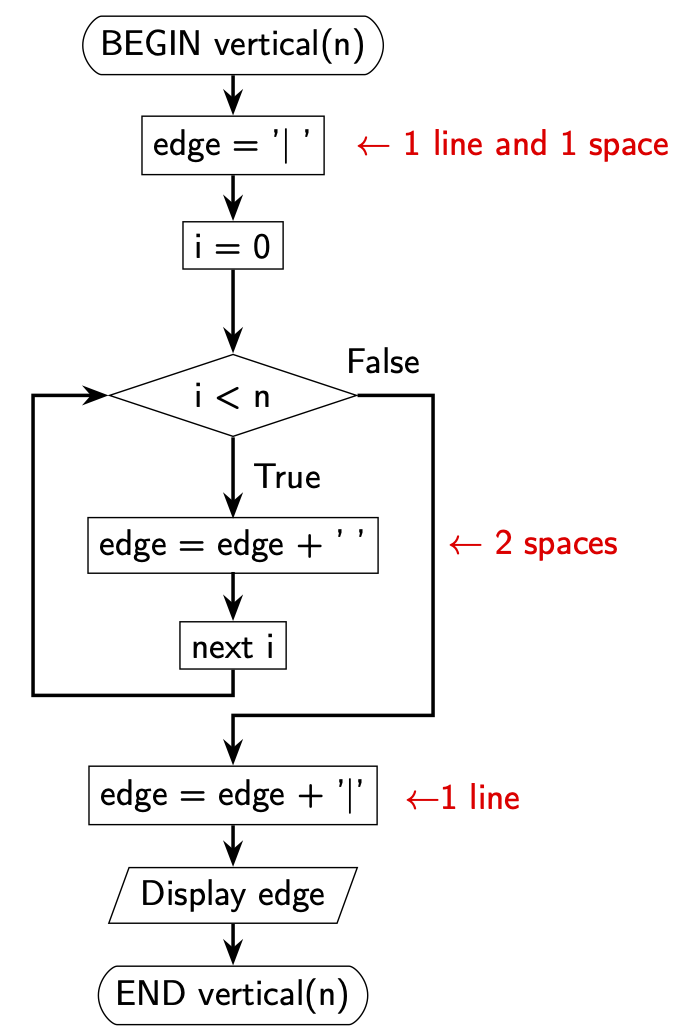 BEGIN vertical(n)
edge = '| '
← 1 line and 1 space
i = 0
False
i < n
True
edge = edge + '  '
← 2 spaces
next i
edge = edge + '|'
←1 line
Display edge
END vertical(n)